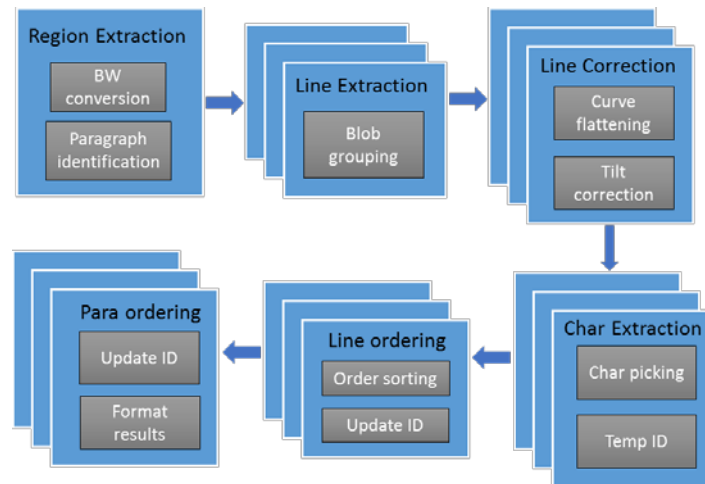 Region Extraction
BW
conversion
Paragraph
identification
Line Extraction
Blob
grouping
Line Correction
Curve
flattening
Tilt
correction
Char Extraction
Char picking
Temp ID
Line ordering
Order sorting
Update ID
Para ordering
Update ID
Format
results